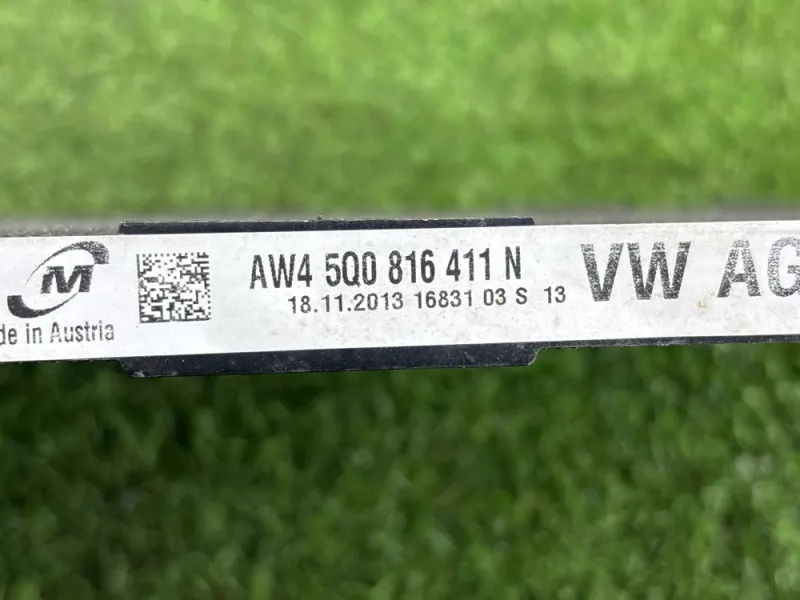 M
de in Austria
AW4 5Q0 816 411 N
18.11.2013 16831 03 S 13
VW AG